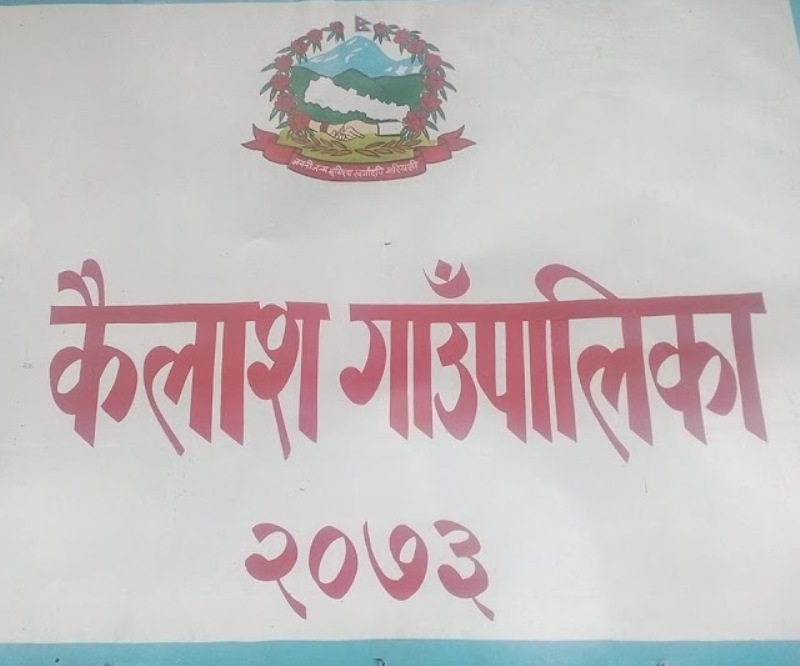 जननी जन्मभूमिश्च स्वर्गादपि गरीयसी
कैलाश गाउँपालिका
२०७३